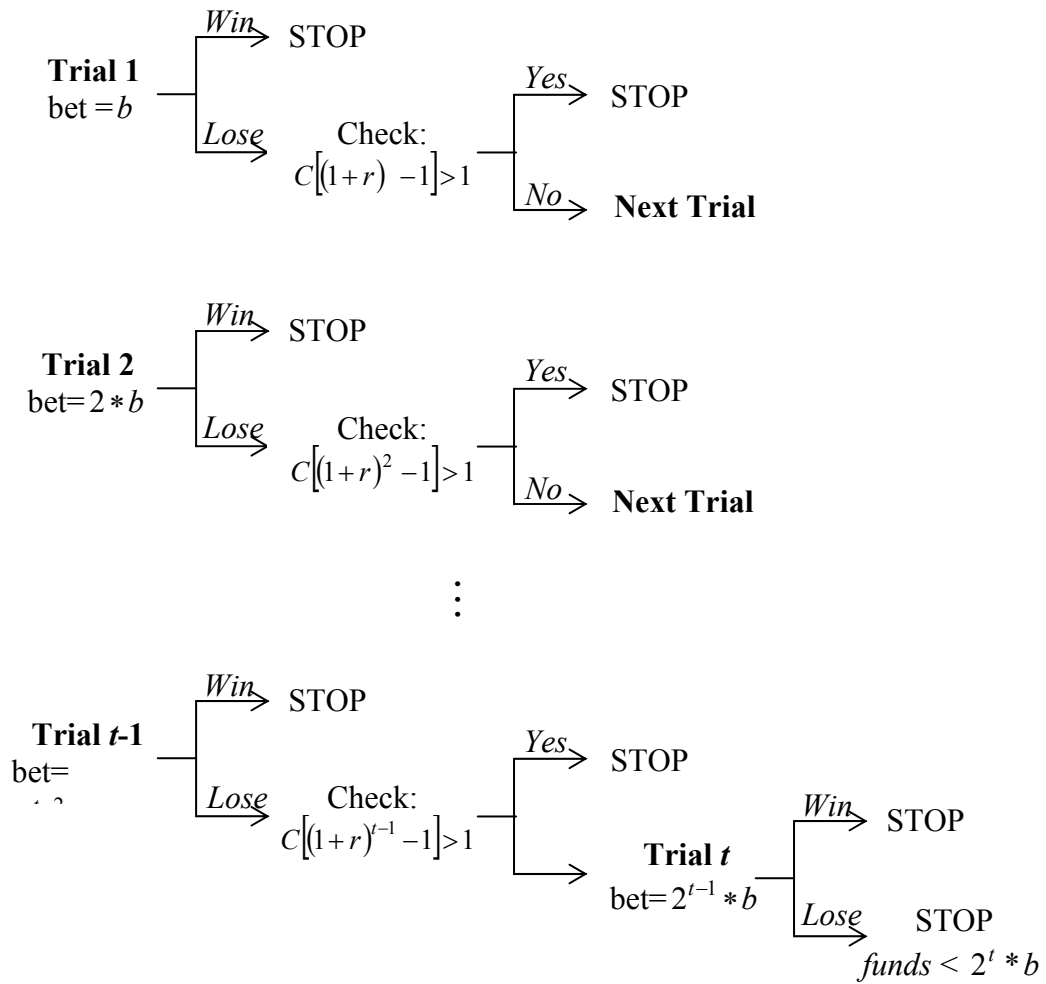 Win
STOP
Trial 1
bet =b
Yes
STOP
Lose
Check:
C[(1+r) −1]>1
No
Next Trial
Win
STOP
Trial 2
bet=2∗b
Yes
STOP
Lose
Check:
C[(1+r)² −1]>1
No
Next Trial
⋮
Win
STOP
Trial t-1
bet=
Yes
STOP
Lose
Check:
C[(1+r)ᵗ⁻¹ −1]>1
Win
STOP
Trial t
bet=2ᵗ⁻¹ ∗b
Lose
STOP
funds < 2ᵗ ∗b